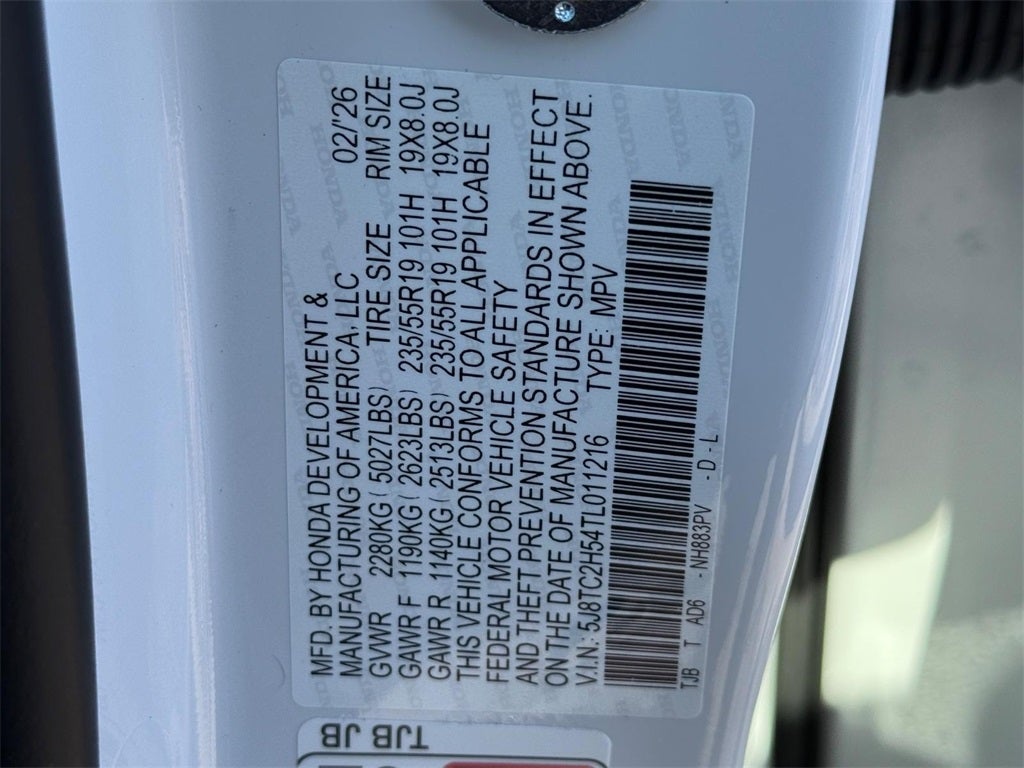 MFD. BY HONDA DEVELOPMENT &
MANUFACTURING OF AMERICA, LLC 02/'26
GVWR 2280KG ( 5027LBS) TIRE SIZE RIM SIZE
GAWR F 1190KG ( 2623LBS) 235/55R19 101H 19X8.0J
GAWR R 1140KG ( 2513LBS) 235/55R19 101H 19X8.0J
THIS VEHICLE CONFORMS TO ALL APPLICABLE
FEDERAL MOTOR VEHICLE SAFETY
AND THEFT PREVENTION STANDARDS IN EFFECT
ON THE DATE OF MANUFACTURE SHOWN ABOVE.
V.I.N.: 5J8TC2H54TL011216 TYPE: MPV
TJB T AD6 -NH883PV -D-L
TJB JB